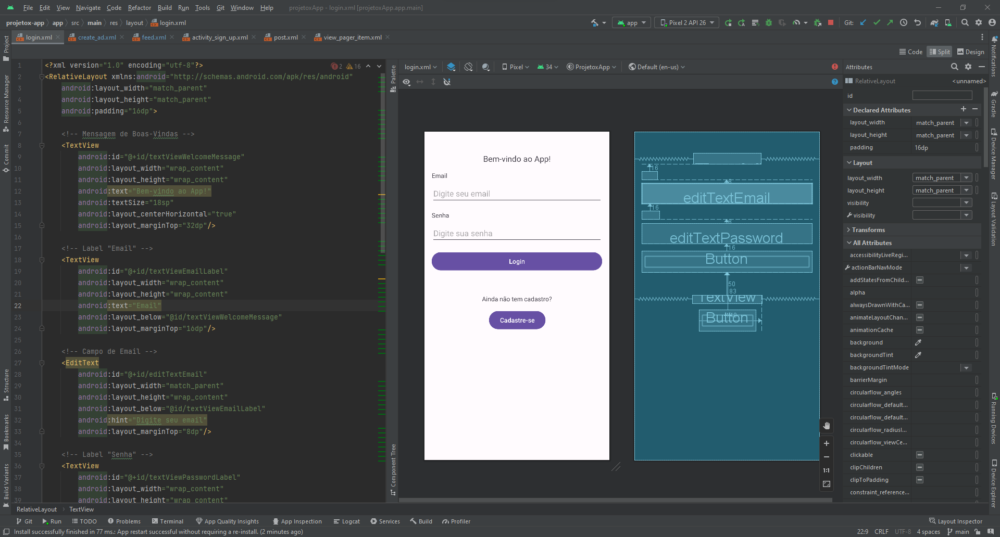 File Edit View Navigate Code Refactor Build Run Tools Git Window Help projetoxApp - login.xml [projetoxApp.app.main]
projetox-app app src main res layout login.xml app Pixel 2 API 26 Git:
login.xml create_ad.xml feed.xml activity_sign_up.xml post.xml view_pager_item.xml
Code Split Design
Project
Resource Manager
Commit
Structure
Bookmarks
Build Variants
1 <?xml version="1.0" encoding="utf-8"?>
2 16
2 <RelativeLayout xmlns:android="http://schemas.android.com/apk/res/android"
3 android:layout_width="match_parent"
4 android:layout_height="match_parent"
5 android:padding="16dp">
6
7 <!-- Mensagem de Boas-Vindas -->
8 <TextView
9 android:id="@+id/textViewWelcomeMessage"
10 android:layout_width="wrap_content"
11 android:layout_height="wrap_content"
12 android:text="Bem-vindo ao App!"
13 android:textSize="18sp"
14 android:layout_centerHorizontal="true"
15 android:layout_marginTop="32dp"/>
16
17 <!-- Label "Email" -->
18 <TextView
19 android:id="@+id/textViewEmailLabel"
20 android:layout_width="wrap_content"
21 android:layout_height="wrap_content"
22 android:text="Email"
23 android:layout_below="@id/textViewWelcomeMessage"
24 android:layout_marginTop="16dp"/>
25
26 <!-- Campo de Email -->
27 <EditText
28 android:id="@+id/editTextEmail"
29 android:layout_width="match_parent"
30 android:layout_height="wrap_content"
31 android:layout_below="@id/textViewEmailLabel"
32 android:hint="Digite seu email"
33 android:layout_marginTop="8dp"/>
34
35 <!-- Label "Senha" -->
36 <TextView
37 android:id="@+id/textViewPasswordLabel"
38 android:layout_width="wrap_content"
39 android:layout_height="wrap_content"
Palette
Component Tree
login.xml Pixel 34 ProjetoxApp Default (en-us)
Bem-vindo ao App!
Email
Digite seu email
Senha
Digite sua senha
Login
Ainda não tem cadastro?
Cadastre-se
16
8
editTextEmail
16
8
editTextPassword
16
Button
50
83
TextView
Button
1:1
Attributes
RelativeLayout <unnamed>
id
Declared Attributes
layout_width match_parent
layout_height match_parent
padding 16dp
Layout
layout_width match_parent
layout_height match_parent
visibility
visibility
Transforms
All Attributes
accessibilityLiveRegi...
actionBarNavMode
addStatesFromChild...
alpha
alwaysDrawnWithCa...
animateLayoutChan...
animationCache
background
backgroundTint
backgroundTintMode
barrierMargin
circularflow_angles
circularflow_default...
circularflow_default...
circularflow_radiusI...
circularflow_viewCe...
clickable
clipChildren
clipToPadding
constraint_reference...
Notifications
Gradle
Device Manager
Layout Validation
Running Devices
Device Explorer
RelativeLayout TextView
Git Run TODO Problems Terminal App Quality Insights App Inspection Logcat Services Build Profiler Layout Inspector
Install successfully finished in 77 ms.: App restart successful without requiring a re-install. (2 minutes ago) 22:9 CRLF UTF-8 4 spaces main